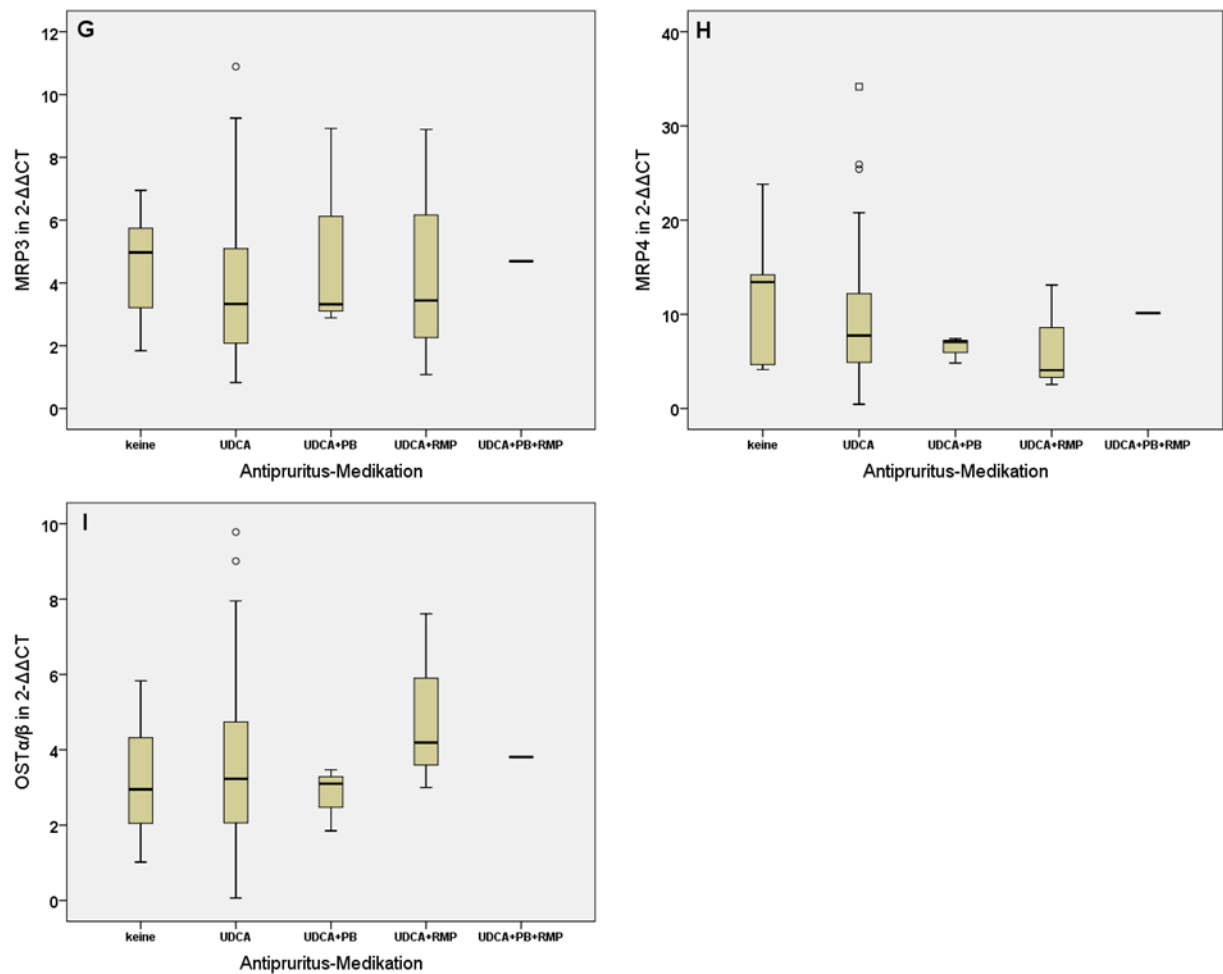 G
MRP3 in 2-ΔΔCT
12
10
8
6
4
2
0
keine UDCA UDCA+PB UDCA+RMP UDCA+PB+RMP
Antipruritus-Medikation
H
MRP4 in 2-ΔΔCT
40
30
20
10
0
keine UDCA UDCA+PB UDCA+RMP UDCA+PB+RMP
Antipruritus-Medikation
I
OSTα/β in 2-ΔΔCT
10
8
6
4
2
0
keine UDCA UDCA+PB UDCA+RMP UDCA+PB+RMP
Antipruritus-Medikation